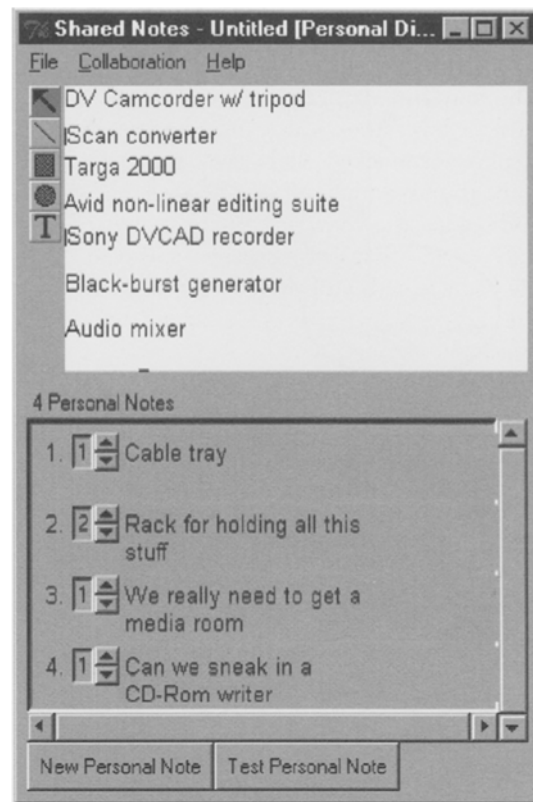 Shared Notes - Untitled [Personal Di...
File Collaboration Help
DV Camcorder w/ tripod
Scan converter
Targa 2000
Avid non-linear editing suite
T
Sony DVCAD recorder
Black-burst generator
Audio mixer
4 Personal Notes
1. 1 Cable tray
2. 2 Rack for holding all this
stuff
3. 1 We really need to get a
media room
4. 1 Can we sneak in a
CD-Rom writer
New Personal Note Test Personal Note